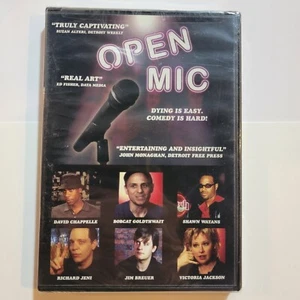 "TRULY CAPTIVATING"
SUSAN ALTERI, DETROIT WEEKLY
OPEN
MIC
"REAL ART"
ED FISHER, DATA MEDIA
DYING IS EASY.
COMEDY IS HARD!
"ENTERTAINING AND INSIGHTFUL"
JOHN MONAGHAN, DETROIT FREE PRESS
DAVID CHAPPELLE
BOBCAT GOLDTHWAIT
SHAWN WAYANS
RICHARD JENI
JIM BREUER
VICTORIA JACKSON